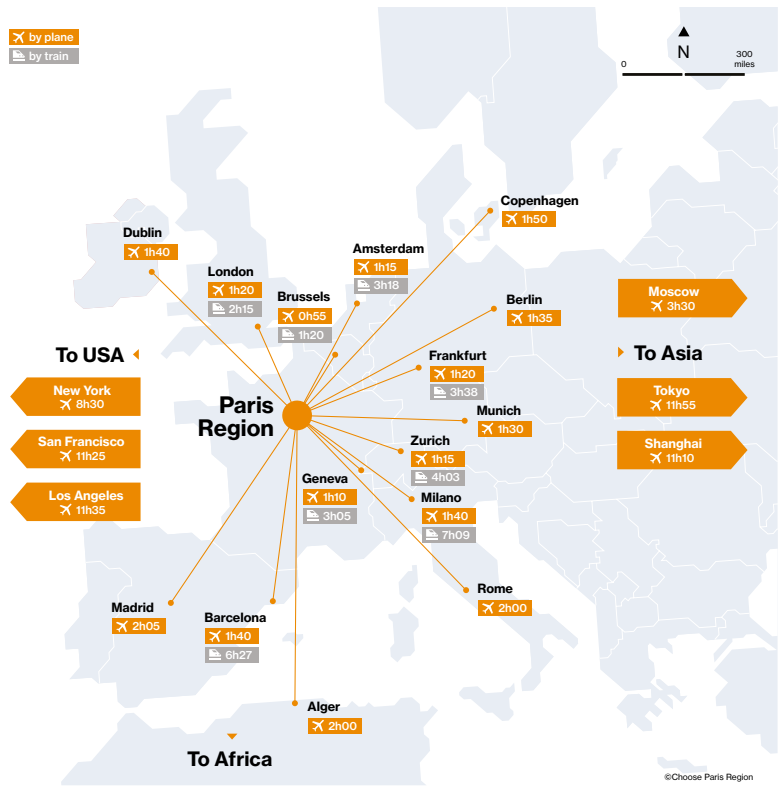 by plane
by train
N
0
300
miles
Copenhagen
1h50
Dublin
1h40
Amsterdam
1h15
3h18
London
1h20
2h15
Brussels
0h55
1h20
Berlin
1h35
Moscow
3h30
To USA
To Asia
Frankfurt
1h20
3h38
New York
8h30
Tokyo
11h55
Paris
Region
Munich
1h30
San Francisco
11h25
Zurich
1h15
4h03
Shanghai
11h10
Geneva
1h10
3h05
Los Angeles
11h35
Milano
1h40
7h09
Rome
2h00
Madrid
2h05
Barcelona
1h40
6h27
Alger
2h00
To Africa
©Choose Paris Region